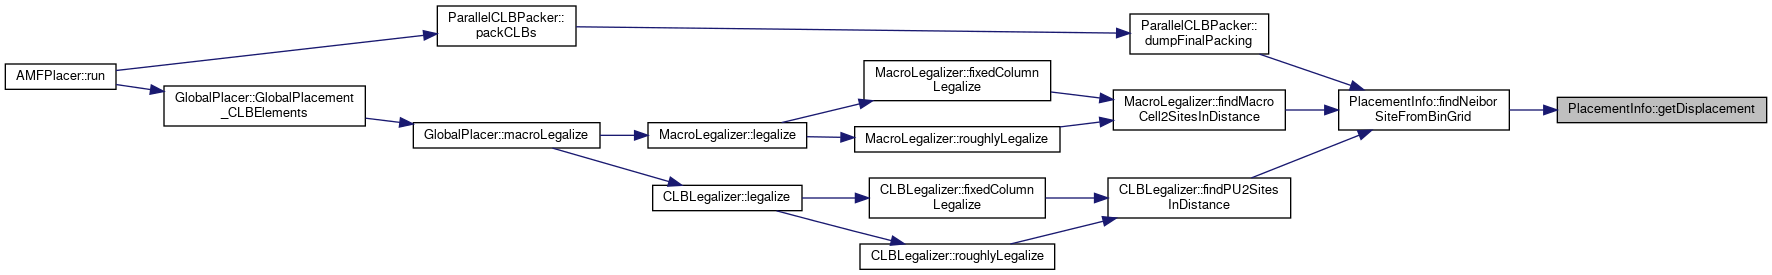 AMFPlacer::run
ParallelCLBPacker::
packCLBs
GlobalPlacer::GlobalPlacement
_CLBElements
GlobalPlacer::macroLegalize
MacroLegalizer::legalize
CLBLegalizer::legalize
MacroLegalizer::fixedColumn
Legalize
MacroLegalizer::roughlyLegalize
CLBLegalizer::fixedColumn
Legalize
CLBLegalizer::roughlyLegalize
ParallelCLBPacker::
dumpFinalPacking
MacroLegalizer::findMacro
Cell2SitesInDistance
CLBLegalizer::findPU2Sites
InDistance
PlacementInfo::findNeibor
SiteFromBinGrid
PlacementInfo::getDisplacement